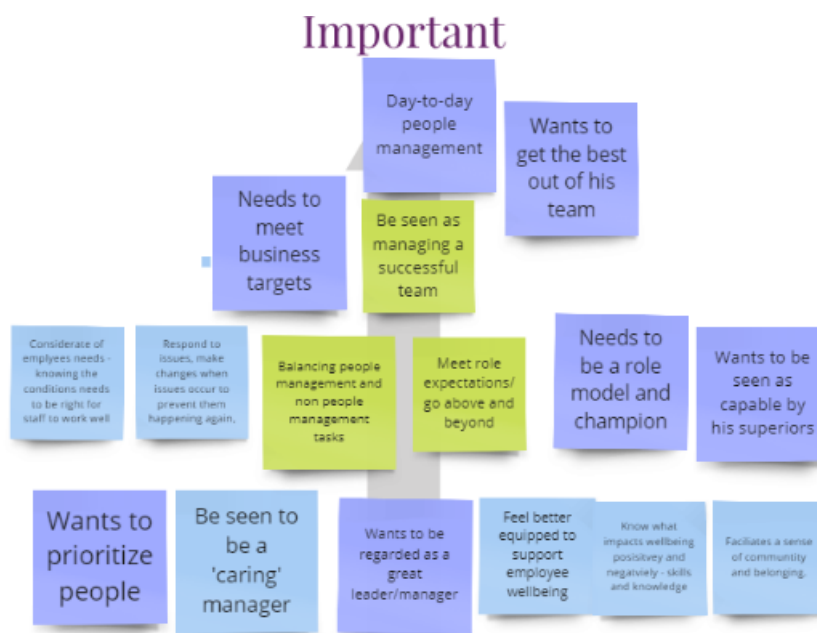 Important
Day-to-day
people
management
Wants to
get the best
out of his
team
Needs to
meet
business
targets
Be seen as
managing a
successful
team
Considerate of
emplyees needs -
knowing the
conditions needs
to be right for
staff to work well
Respond to
issues, make
changes when
issues occur to
prevent them
happening again.
Balancing people
management and
non people
management
tasks
Meet role
expectations/
go above and
beyond
Needs to
be a role
model and
champion
Wants to be
seen as
capable by
his superiors
Wants to
prioritize
people
Be seen to
be a
'caring'
manager
Wants to be
regarded as a
great
leader/manager
Feel better
equipped to
support
employee
wellbeing
Know what
impacts wellbeing
posisitvey and
negatviely - skills
and knowledge
Faciliates a sense
of communtity
and belonging.